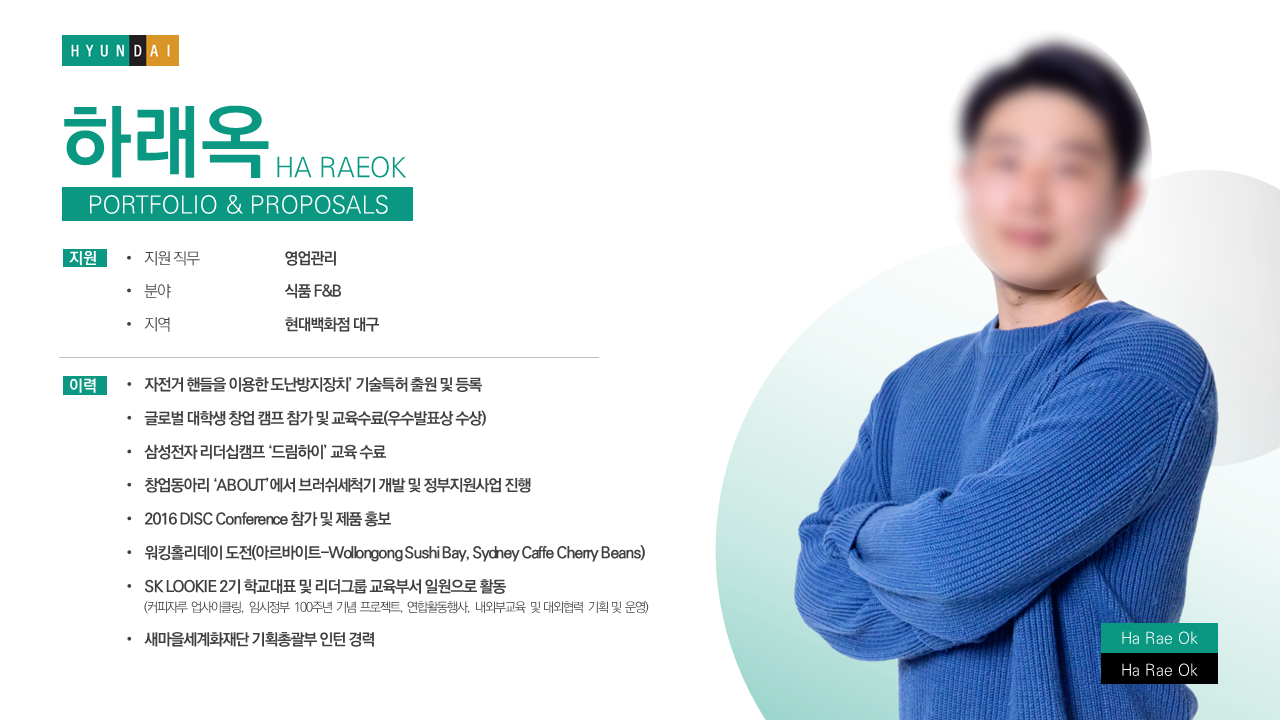 HYUNDAI
하래옥 HA RAEOK
PORTFOLIO & PROPOSALS
지원
• 지원 직무 영업관리
• 분야 식품 F&B
• 지역 현대백화점 대구
이력
• 자전거 핸들을 이용한 도난방지장치’ 기술특허 출원 및 등록
• 글로벌 대학생 창업 캠프 참가 및 교육수료(우수발표상 수상)
• 삼성전자 리더십캠프 ‘드림하이’ 교육 수료
• 창업동아리 ‘ABOUT’에서 브러쉬세척기 개발 및 정부지원사업 진행
• 2016 DISC Conference 참가 및 제품 홍보
• 워킹홀리데이 도전(아르바이트-Wollongong Sushi Bay, Sydney Caffe Cherry Beans)
• SK LOOKIE 2기 학교대표 및 리더그룹 교육부서 일원으로 활동
(커피자루 업사이클링, 임시정부 100주년 기념 프로젝트, 연합활동행사, 내외부교육 및 대외협력 기획 및 운영)
• 새마을세계화재단 기획총괄부 인턴 경력
Ha Rae Ok
Ha Rae Ok